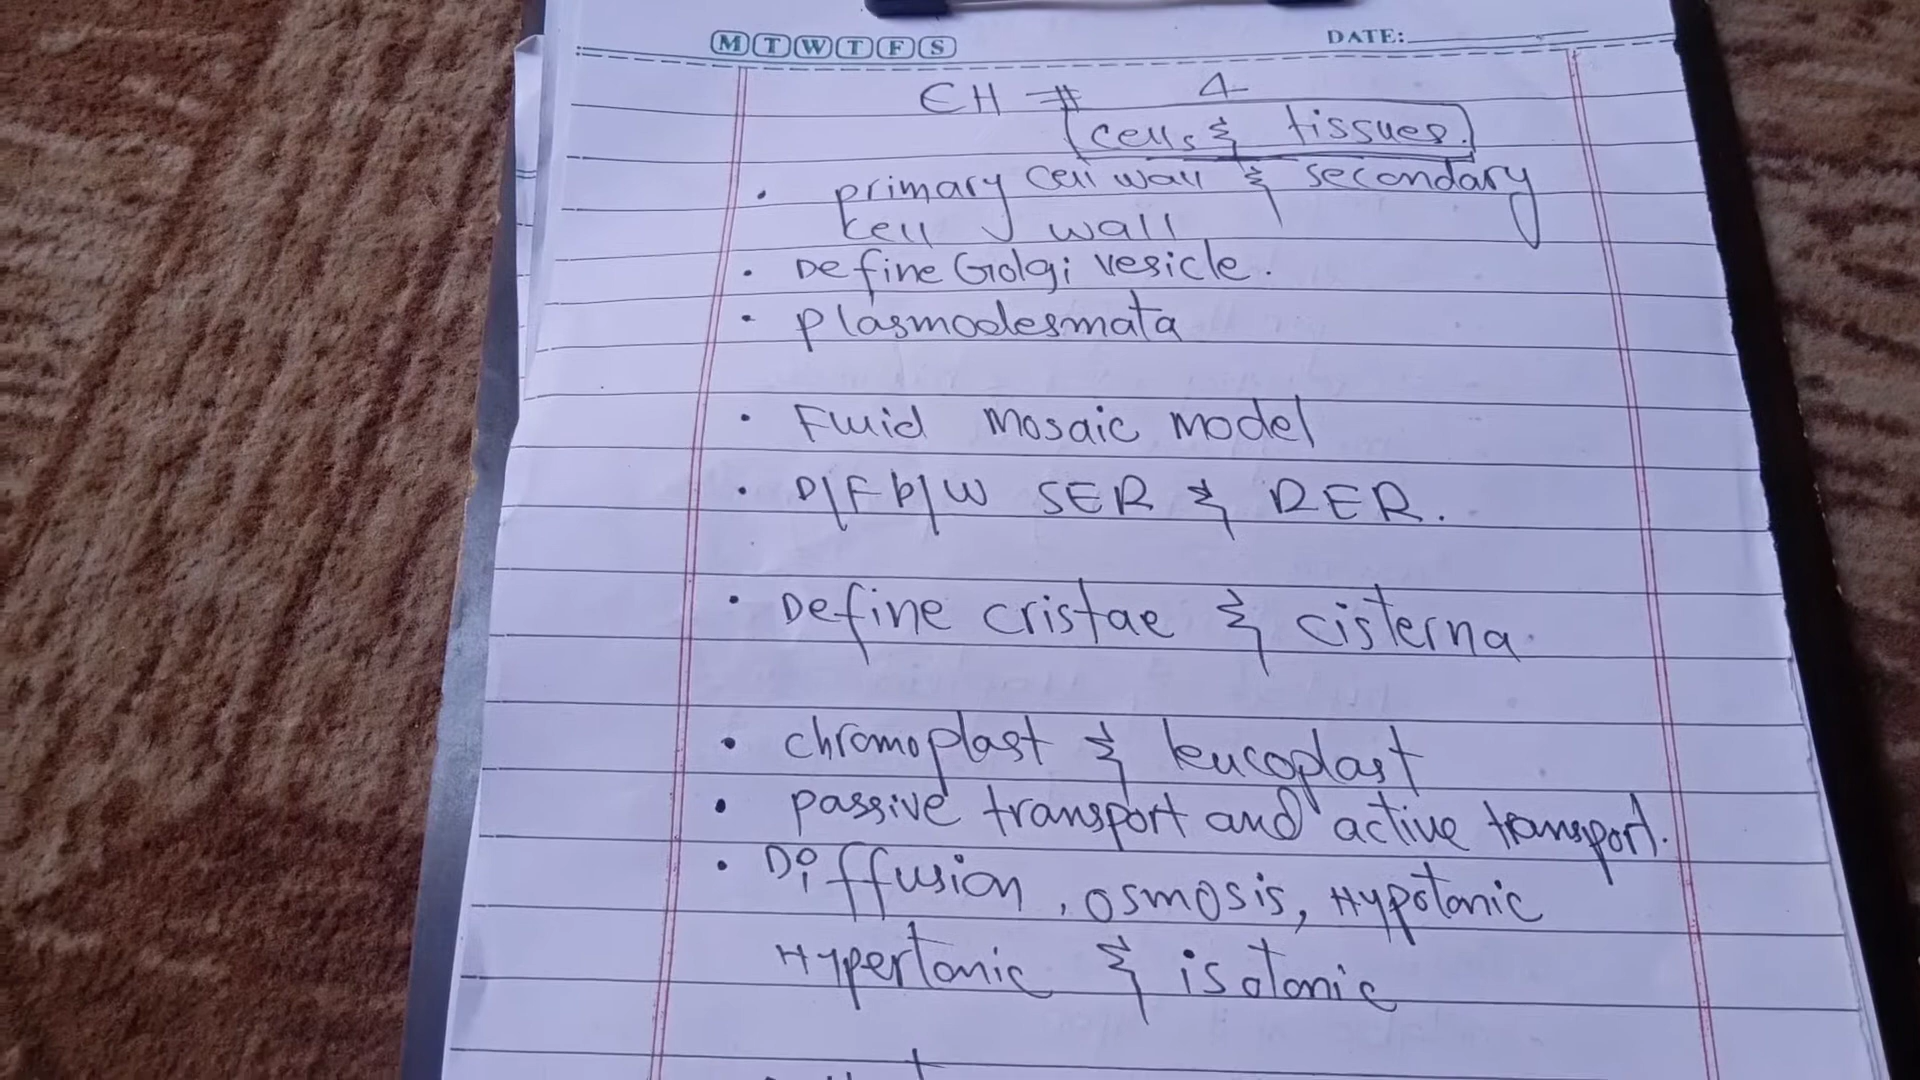 M T W T F S
DATE:
CH # 4
cells & tissues.
• primary cell wall & secondary
cell wall
• Define Golgi vesicle.
• plasmodesmata
• Fluid Mosaic model
• D/F b/w SER & RER.
• Define cristae & cisterna.
• chromoplast & leucoplast
• passive transport and active transport.
• Diffusion, osmosis, Hypotonic
Hypertonic & isotonic